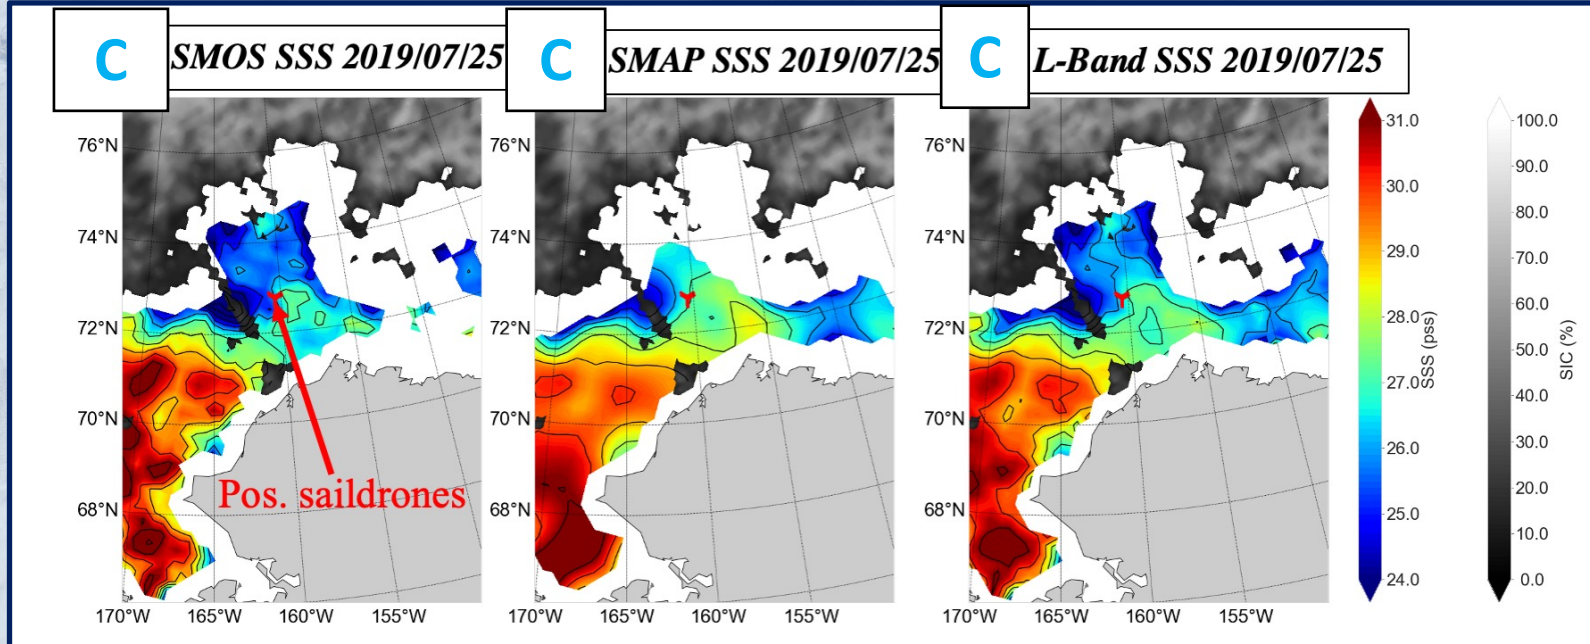 C
SMOS SSS 2019/07/25
C
SMAP SSS 2019/07/25
C
L-Band SSS 2019/07/25
76°N
74°N
72°N
70°N
68°N
170°W
165°W
160°W
155°W
Pos. saildrones
76°N
74°N
72°N
70°N
68°N
170°W
165°W
160°W
155°W
76°N
74°N
72°N
70°N
68°N
170°W
165°W
160°W
155°W
31.0
30.0
29.0
28.0
27.0
26.0
25.0
24.0
SSS (pss)
100.0
90.0
80.0
70.0
60.0
50.0
40.0
30.0
20.0
10.0
0.0
SIC (%)